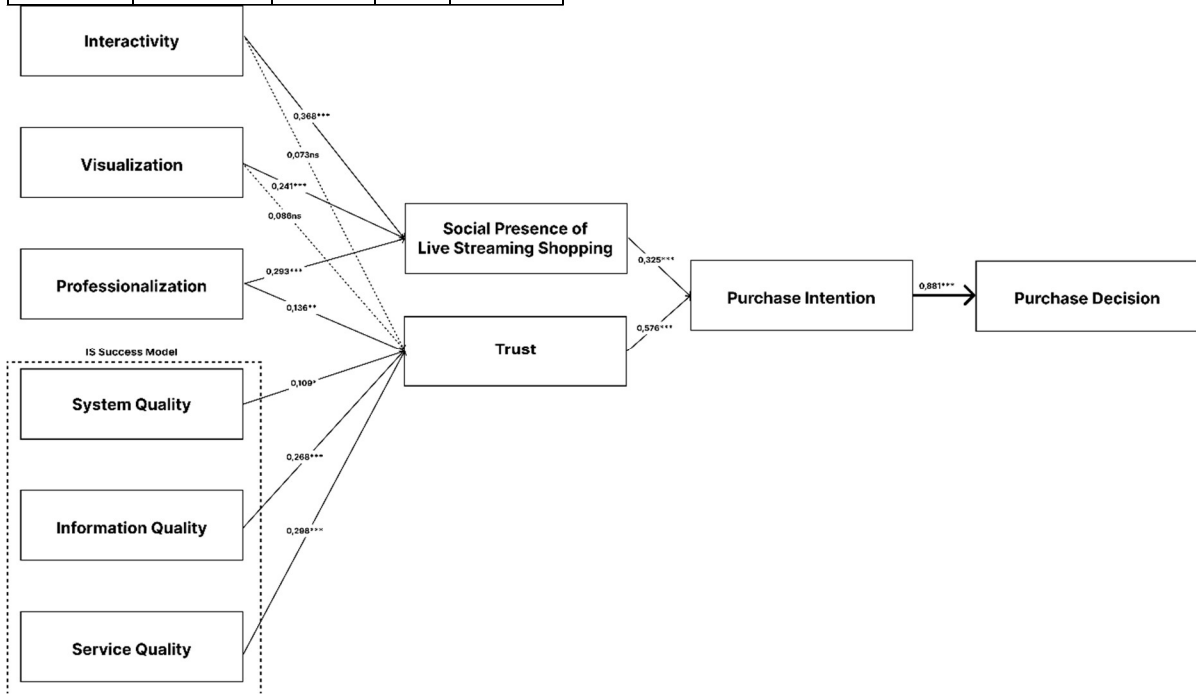 Interactivity
0,368***
0,073ns
Visualization
0,241***
0,086ns
Social Presence of
Live Streaming Shopping
0,325***
Professionalization
0,293***
0,136**
Purchase Intention
0,881***
Purchase Decision
0,576***
Trust
IS Success Model
System Quality
0,109*
0,268***
Information Quality
0,298***
Service Quality